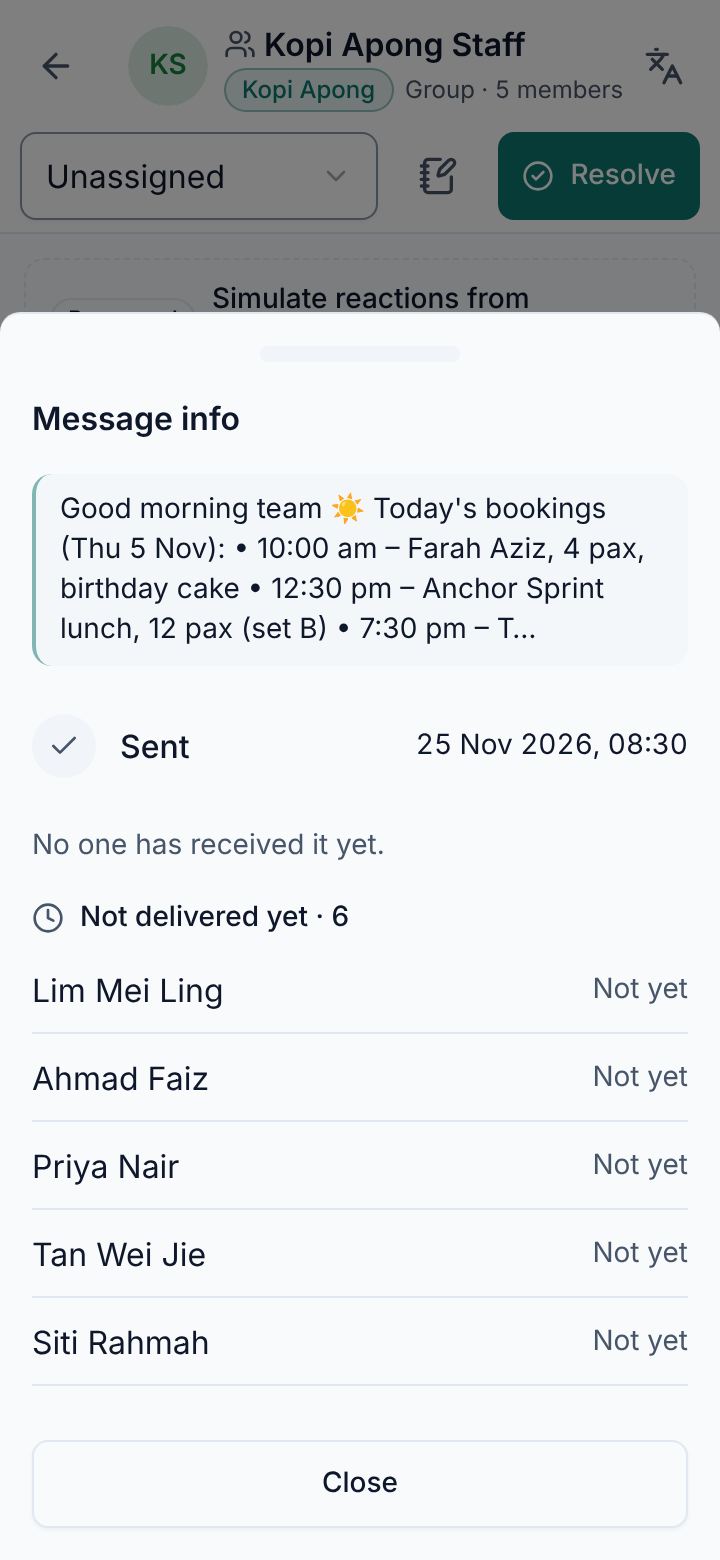 KS
Kopi Apong Staff
Kopi Apong
Group · 5 members
Unassigned
Resolve
Simulate reactions from
Message info
Good morning team ☀️ Today's bookings
(Thu 5 Nov): • 10:00 am – Farah Aziz, 4 pax,
birthday cake • 12:30 pm – Anchor Sprint
lunch, 12 pax (set B) • 7:30 pm – T...
Sent
25 Nov 2026, 08:30
No one has received it yet.
Not delivered yet · 6
Lim Mei Ling
Not yet
Ahmad Faiz
Not yet
Priya Nair
Not yet
Tan Wei Jie
Not yet
Siti Rahmah
Not yet
Close